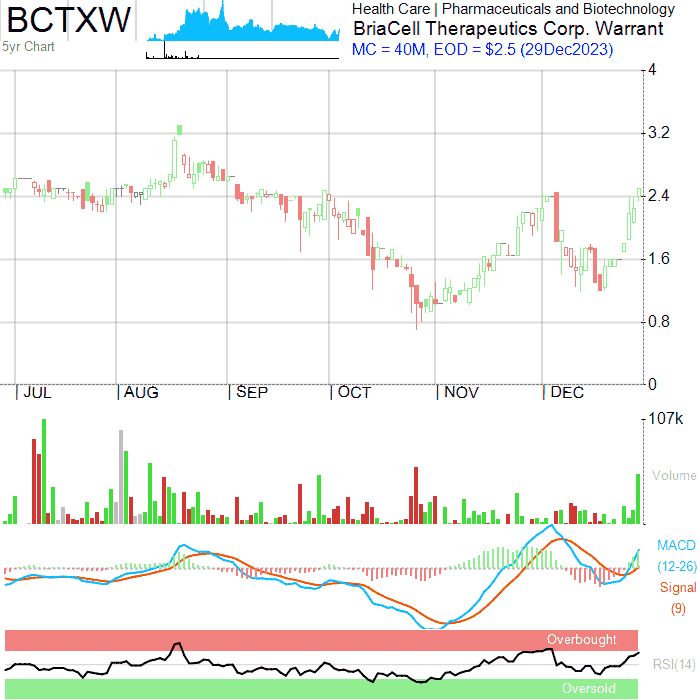 BCTXW
5yr Chart
Health Care | Pharmaceuticals and Biotechnology
BriaCell Therapeutics Corp. Warrant
MC = 40M, EOD = $2.5 (29Dec2023)
4
3.2
2.4
1.6
0.8
0
JUL AUG SEP OCT NOV DEC
107k
Volume
MACD
(12-26)
Signal
(9)
Overbought
RSI(14)
Oversold